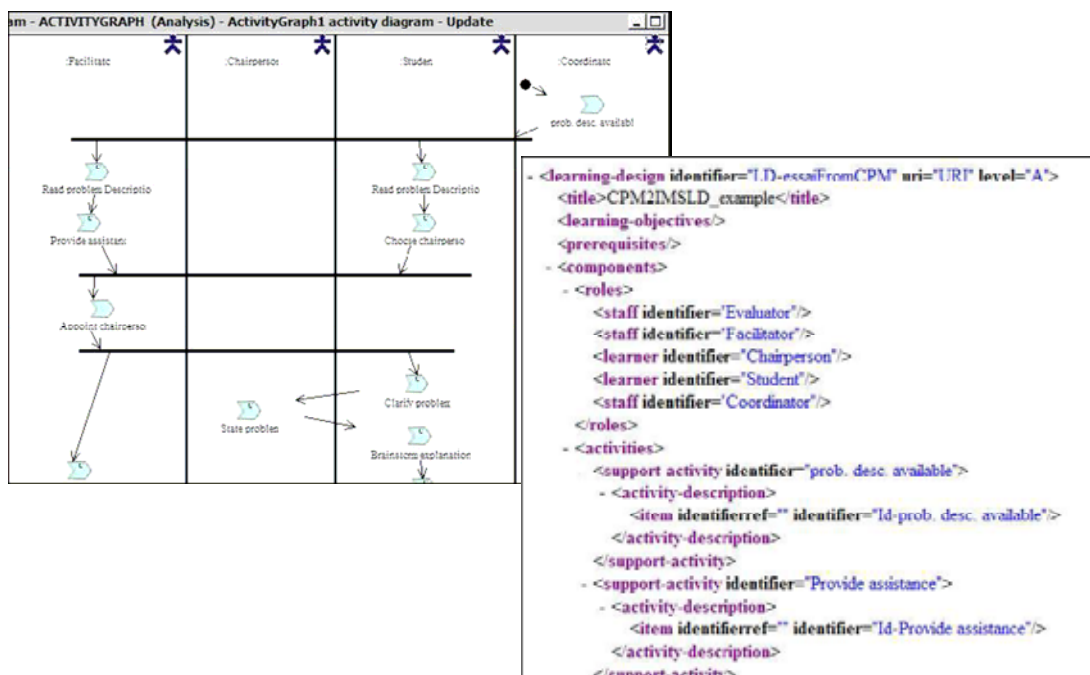 am - ACTIVITYGRAPH (Analysis) - ActivityGraph1 activity diagram - Update
:Facilitato
:Chairperson
:Studen
:Coordinato
prob. desc. availabl
Read problem Descriptio
Read problem Descriptio
Provide assistanc
Choose chairperso
Appoint chairperso
Clarify problem
State problem
Brainstorm explanation
- <learning-design identifier="LD-essaiFromCPM" uri="URI" level="A">
<title>CPM2IMSLD_example</title>
<learning-objectives/>
<prerequisites/>
- <components>
- <roles>
<staff identifier="Evaluator"/>
<staff identifier="Facilitator"/>
<learner identifier="Chairperson"/>
<learner identifier="Student"/>
<staff identifier="Coordinator"/>
</roles>
- <activities>
<support-activity identifier="prob. desc. available">
- <activity-description>
<item identifierref="" identifier="Id-prob. desc. available"/>
</activity-description>
</support-activity>
- <support-activity identifier="Provide assistance">
- <activity-description>
<item identifierref="" identifier="Id-Provide assistance"/>
</activity-description>
</support-activity>